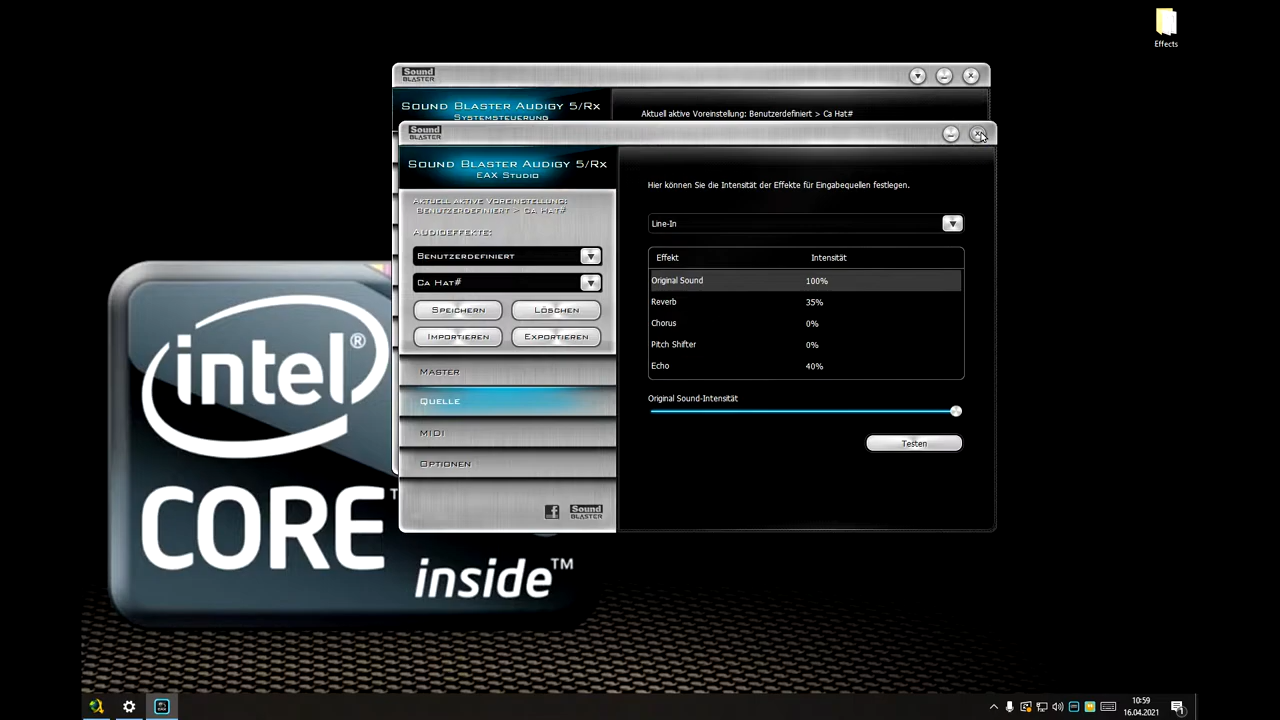 Effects
Sound
BLASTER
Sound Blaster Audigy 5/Rx
Systemsteuerung
Aktuell aktive Voreinstellung: Benutzerdefiniert > Ca Hat#
Sound
BLASTER
Sound Blaster Audigy 5/Rx
EAX Studio
Aktuell aktive Voreinstellung:
Benutzerdefiniert > Ca Hat#
Audioeffekte:
Benutzerdefiniert
Ca Hat#
Speichern
Löschen
Importieren
Exportieren
Master
Quelle
MIDI
Optionen
f
Sound
BLASTER
Hier können Sie die Intensität der Effekte für Eingabequellen festlegen.
Line-In
Effekt Intensität
Original Sound 100%
Reverb 35%
Chorus 0%
Pitch Shifter 0%
Echo 40%
Original Sound-Intensität
Testen
intel®
CORE™
inside™
EAX
10:59
16.04.2021
1